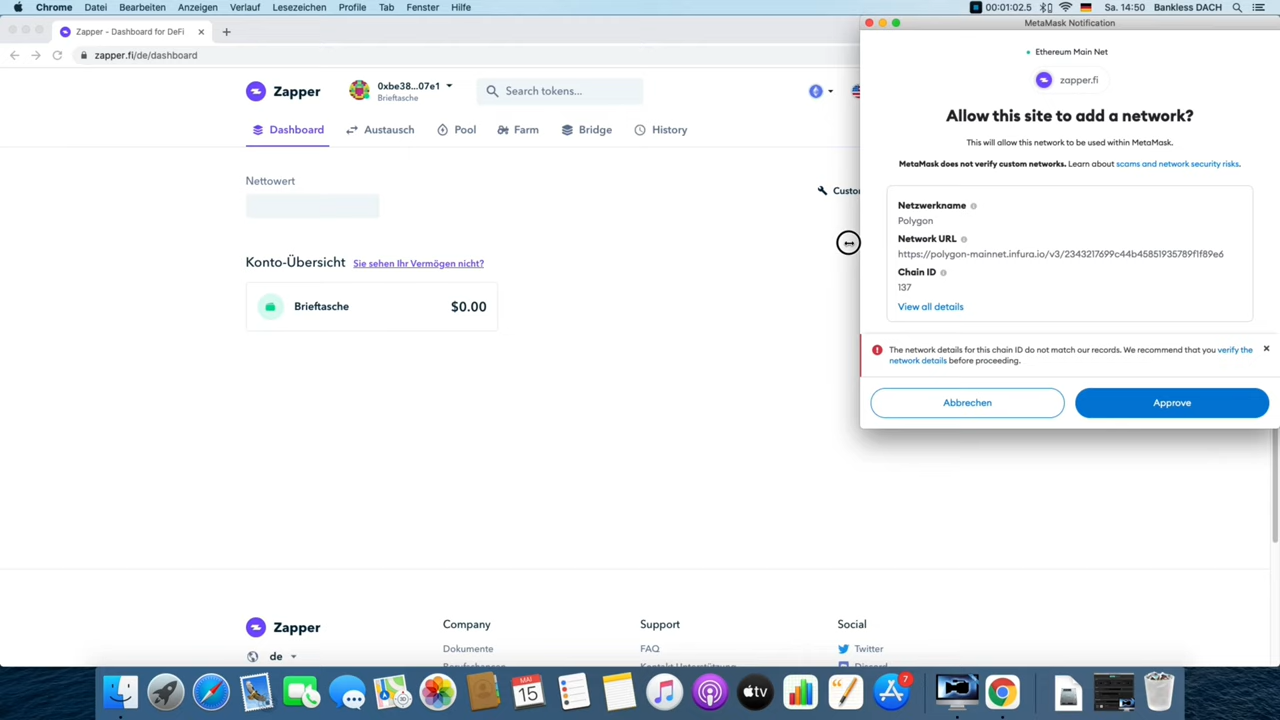 Chrome Datei Bearbeiten Anzeigen Verlauf Lesezeichen Profile Tab Fenster Hilfe 00:01:02.5 Sa. 14:50 Bankless DACH
Zapper - Dashboard for DeFi
zapper.fi/de/dashboard
Zapper
0xbe38...07e1
Brieftasche
Search tokens...
Dashboard Austausch Pool Farm Bridge History
Nettowert
Custo
Konto-Übersicht Sie sehen Ihr Vermögen nicht?
Brieftasche $0.00
MetaMask Notification
Ethereum Main Net
zapper.fi
Allow this site to add a network?
This will allow this network to be used within MetaMask.
MetaMask does not verify custom networks. Learn about scams and network security risks.
Netzwerkname
Polygon
Network URL
https://polygon-mainnet.infura.io/v3/2343217699c44b45851935789f1f89e6
Chain ID
137
View all details
The network details for this chain ID do not match our records. We recommend that you verify the
network details before proceeding.
Abbrechen Approve
Zapper
de
Company
Dokumente
Support
FAQ
Kontakt Unterstützung
Social
Twitter
Discord
MAI
15
tv
7